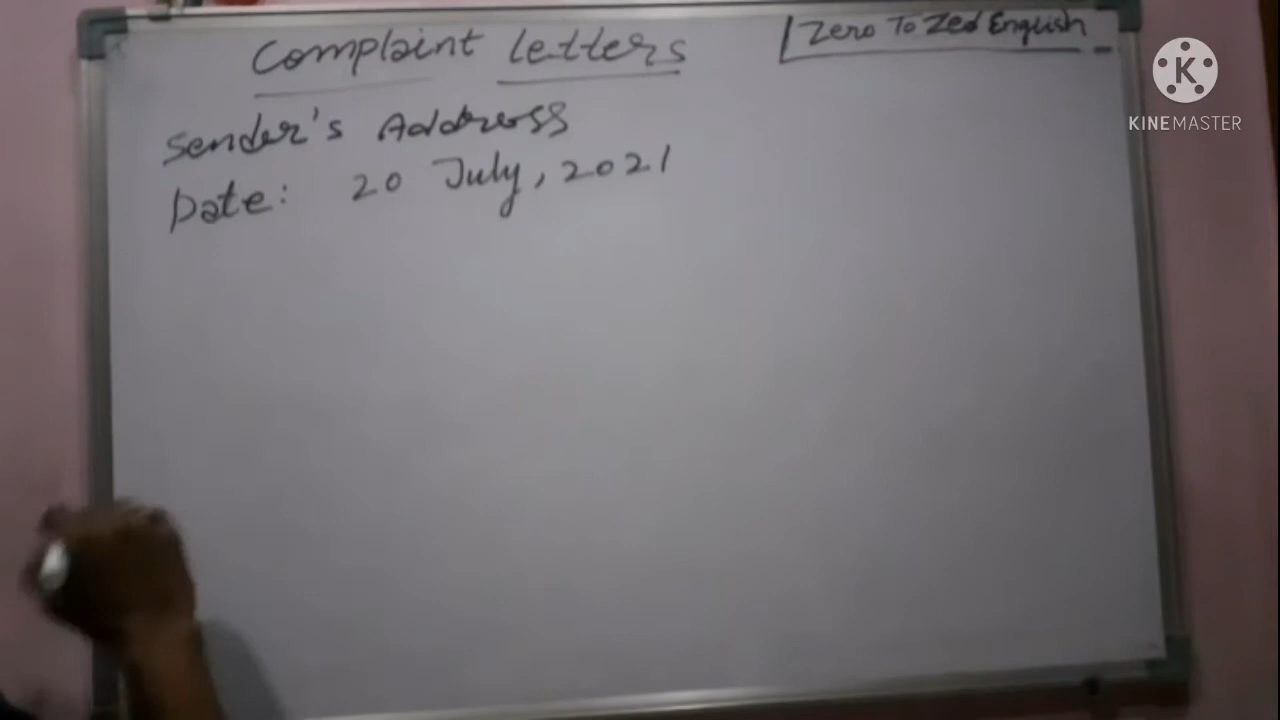 Complaint Letters
Zero To Zed English
Sender's Address
Date: 20 July, 2021
K
KINEMASTER